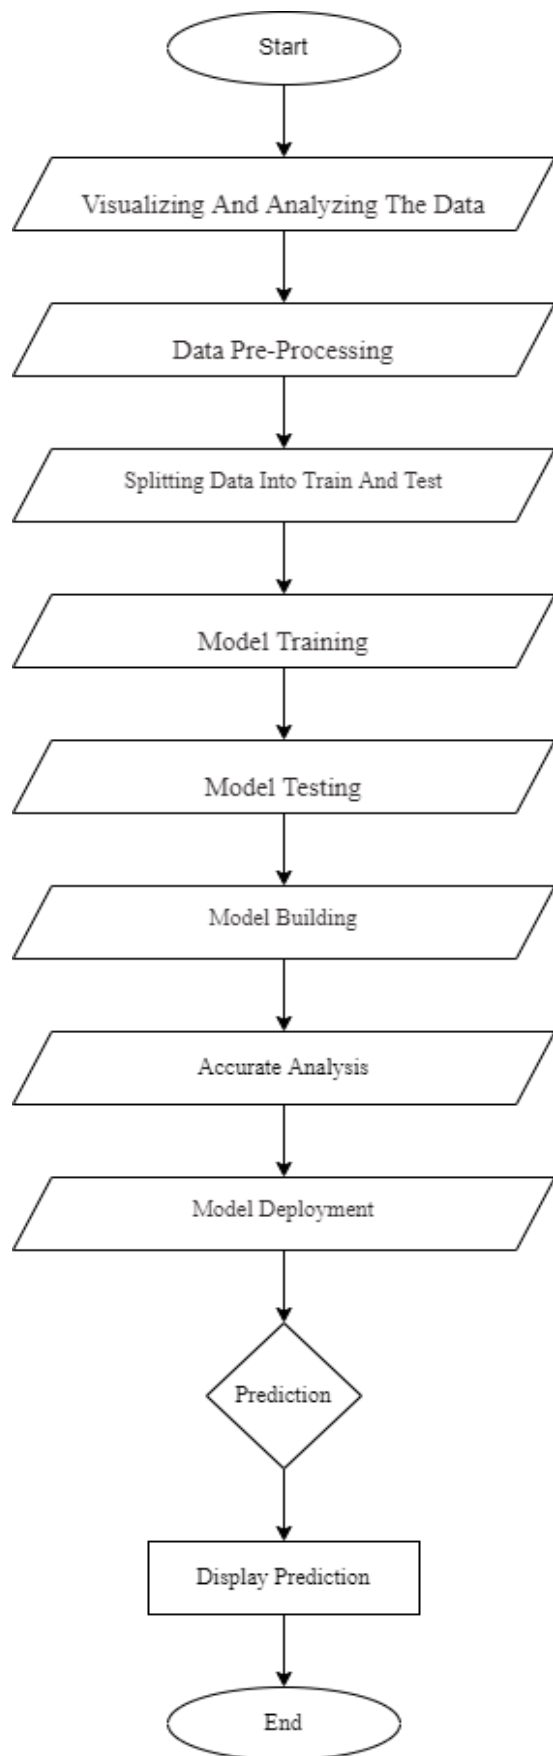 Start
Visualizing And Analyzing The Data
Data Pre-Processing
Splitting Data Into Train And Test
Model Training
Model Testing
Model Building
Accurate Analysis
Model Deployment
Prediction
Display Prediction
End